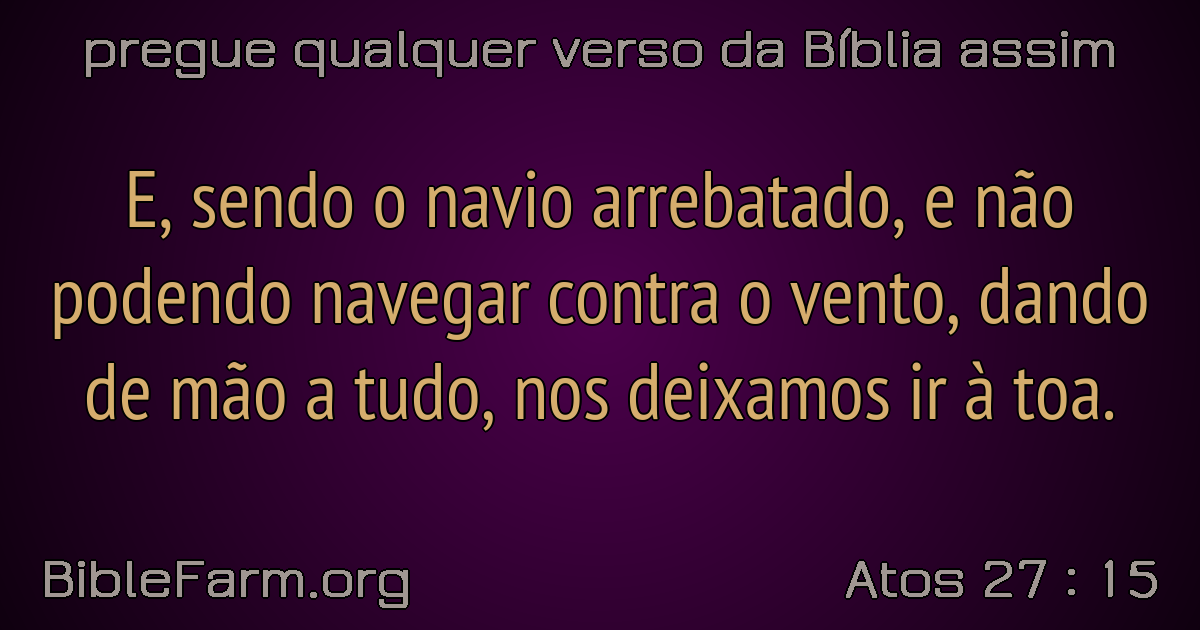 pregue qualquer verso da Bíblia assim
E, sendo o navio arrebatado, e não
podendo navegar contra o vento, dando
de mão a tudo, nos deixamos ir à toa.
BibleFarm.org
Atos 27 : 15